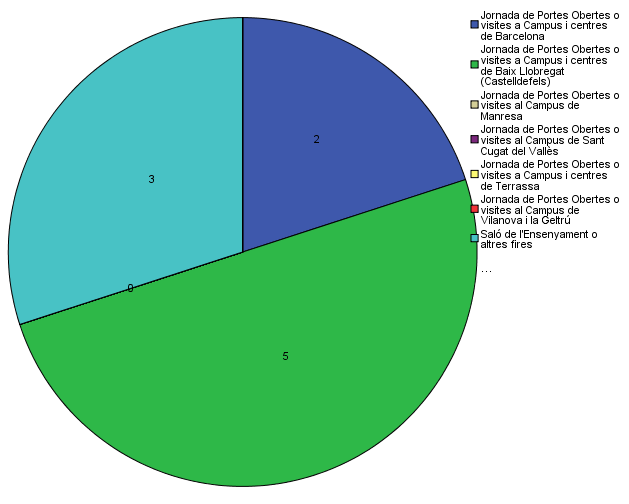 Jornada de Portes Obertes o
visites a Campus i centres
de Barcelona
Jornada de Portes Obertes o
visites a Campus i centres
de Baix Llobregat
(Castelldefels)
Jornada de Portes Obertes o
visites al Campus de
Manresa
Jornada de Portes Obertes o
visites al Campus de Sant
Cugat del Vallès
Jornada de Portes Obertes o
visites a Campus i centres
de Terrassa
Jornada de Portes Obertes o
visites al Campus de
Vilanova i la Geltrú
Saló de l'Ensenyament o
altres fires
...
2
3
0
5